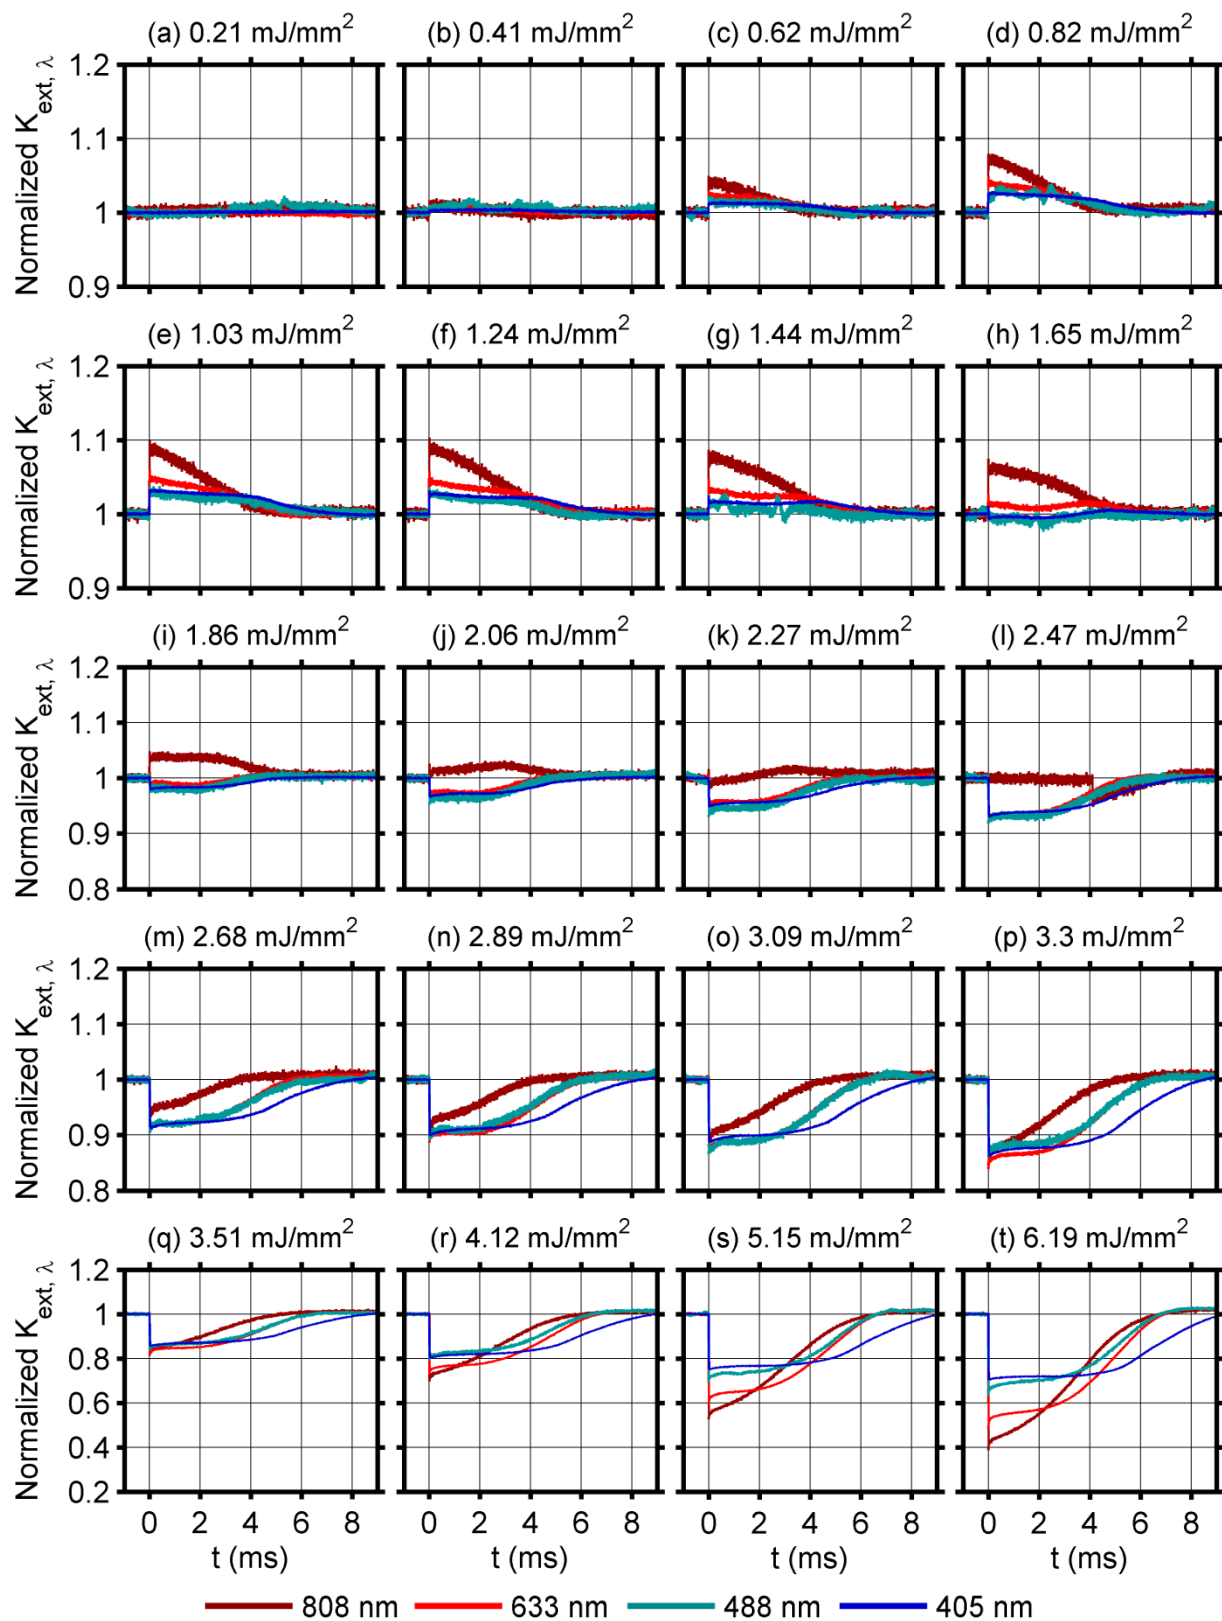 (a) 0.21 mJ/mm²
(b) 0.41 mJ/mm²
(c) 0.62 mJ/mm²
(d) 0.82 mJ/mm²
Normalized K_ext, λ
1.2
1.1
1
0.9
(e) 1.03 mJ/mm²
(f) 1.24 mJ/mm²
(g) 1.44 mJ/mm²
(h) 1.65 mJ/mm²
Normalized K_ext, λ
1.2
1.1
1
0.9
(i) 1.86 mJ/mm²
(j) 2.06 mJ/mm²
(k) 2.27 mJ/mm²
(l) 2.47 mJ/mm²
Normalized K_ext, λ
1.2
1.1
1
0.9
0.8
(m) 2.68 mJ/mm²
(n) 2.89 mJ/mm²
(o) 3.09 mJ/mm²
(p) 3.3 mJ/mm²
Normalized K_ext, λ
1.2
1.1
1
0.9
0.8
(q) 3.51 mJ/mm²
(r) 4.12 mJ/mm²
(s) 5.15 mJ/mm²
(t) 6.19 mJ/mm²
Normalized K_ext, λ
1.2
1
0.8
0.6
0.4
0.2
0 2 4 6 8
0 2 4 6 8
0 2 4 6 8
0 2 4 6 8
t (ms)
t (ms)
t (ms)
t (ms)
808 nm
633 nm
488 nm
405 nm